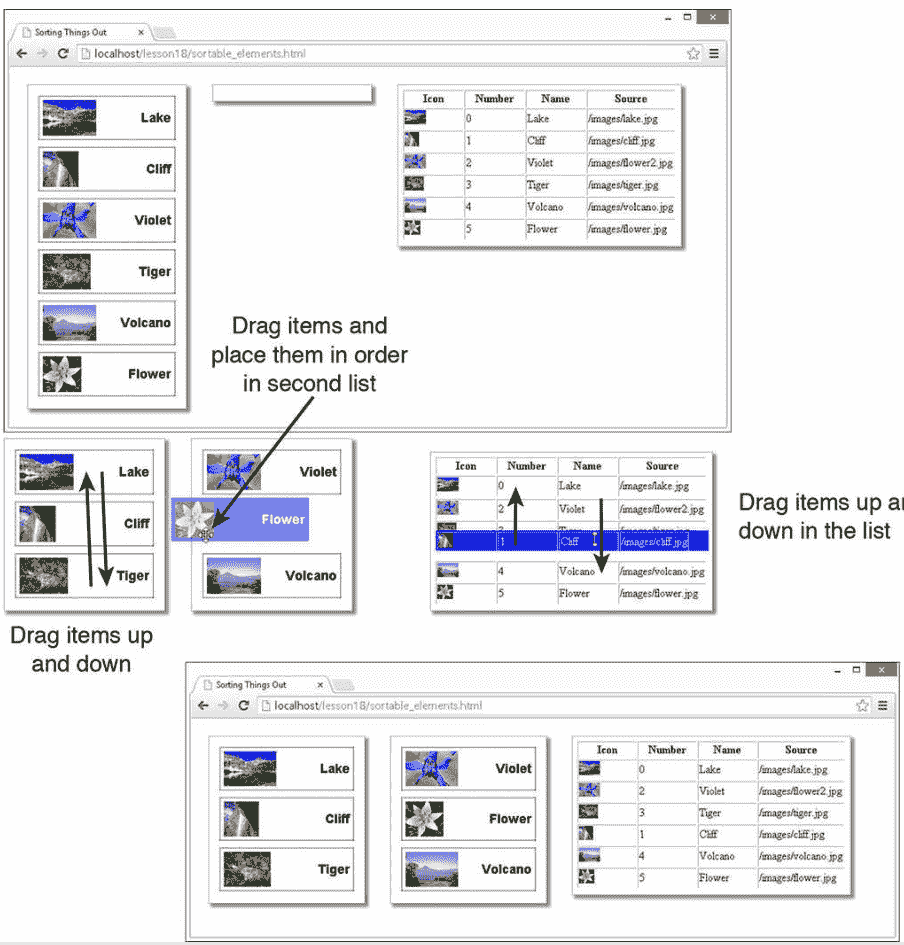 Sorting Things Out
localhost/lesson18/sortable_elements.html
Lake
Cliff
Violet
Tiger
Volcano
Flower
Icon Number Name Source
0 Lake /images/lake.jpg
1 Cliff /images/cliff.jpg
2 Violet /images/flower2.jpg
3 Tiger /images/tiger.jpg
4 Volcano /images/volcano.jpg
5 Flower /images/flower.jpg
Drag items and
place them in order
in second list
Lake
Cliff
Tiger
Drag items up
and down
Violet
Flower
Volcano
Icon Number Name Source
0 Lake /images/lake.jpg
2 Violet /images/flower2.jpg
1 Cliff /images/cliff.jpg
4 Volcano /images/volcano.jpg
5 Flower /images/flower.jpg
Drag items up
down in the list
Sorting Things Out
localhost/lesson18/sortable_elements.html
Lake
Cliff
Tiger
Violet
Flower
Volcano
Icon Number Name Source
0 Lake /images/lake.jpg
2 Violet /images/flower2.jpg
3 Tiger /images/tiger.jpg
1 Cliff /images/cliff.jpg
4 Volcano /images/volcano.jpg
5 Flower /images/flower.jpg